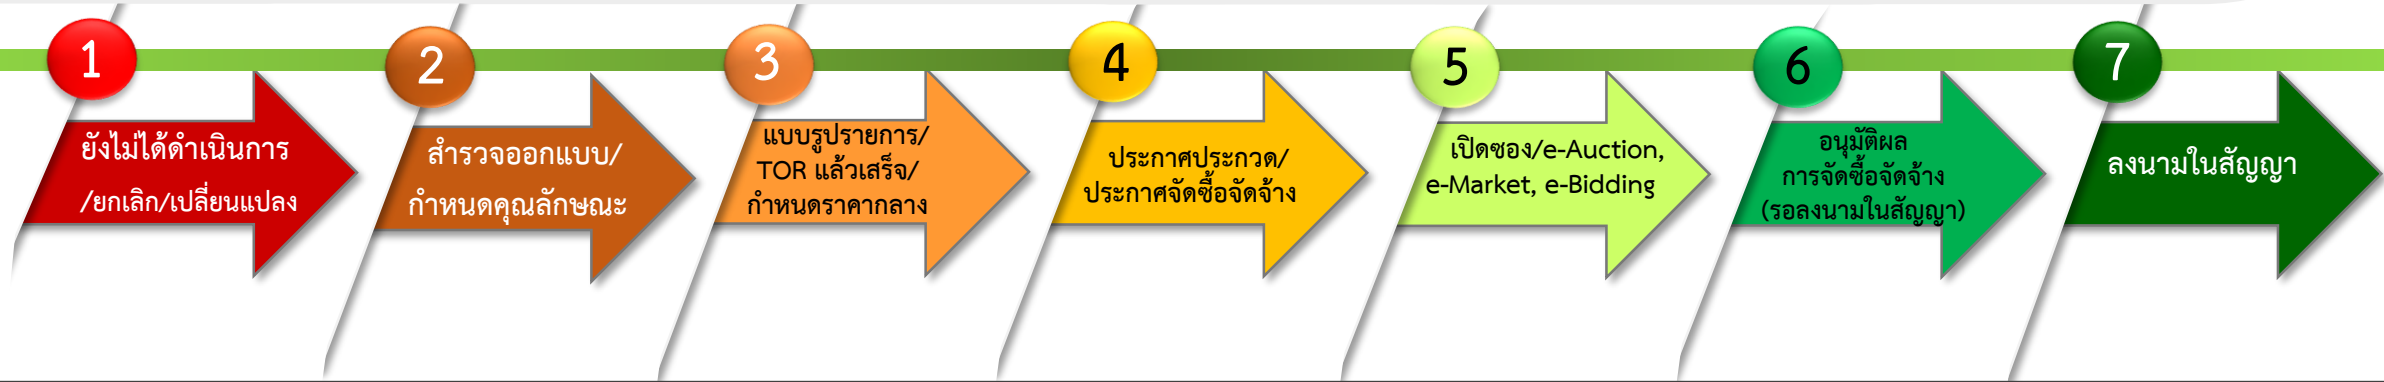 1
ยังไม่ได้ดำเนินการ
/ยกเลิก/เปลี่ยนแปลง
2
สำรวจออกแบบ/
กำหนดคุณลักษณะ
3
แบบรูปรายการ/
TOR แล้วเสร็จ/
กำหนดราคากลาง
4
ประกาศประกวด/
ประกาศจัดซื้อจัดจ้าง
5
เปิดซอง/e-Auction,
e-Market, e-Bidding
6
อนุมัติผล
การจัดซื้อจัดจ้าง
(รอลงนามในสัญญา)
7
ลงนามในสัญญา